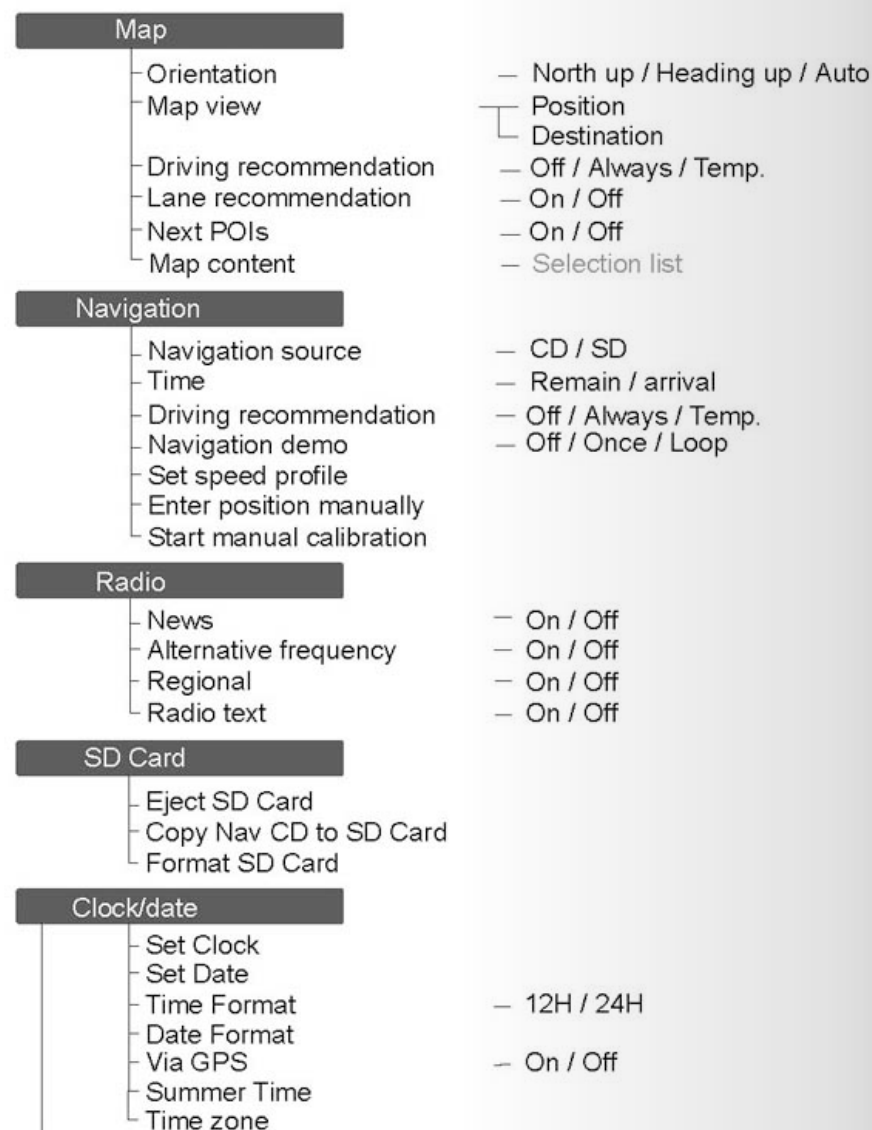 Map
Orientation — North up / Heading up / Auto
Map view Position
Destination
Driving recommendation — Off / Always / Temp.
Lane recommendation — On / Off
Next POIs — On / Off
Map content — Selection list
Navigation
Navigation source — CD / SD
Time — Remain / arrival
Driving recommendation — Off / Always / Temp.
Navigation demo — Off / Once / Loop
Set speed profile
Enter position manually
Start manual calibration
Radio
News — On / Off
Alternative frequency — On / Off
Regional — On / Off
Radio text — On / Off
SD Card
Eject SD Card
Copy Nav CD to SD Card
Format SD Card
Clock/date
Set Clock
Set Date
Time Format — 12H / 24H
Date Format
Via GPS — On / Off
Summer Time
Time zone